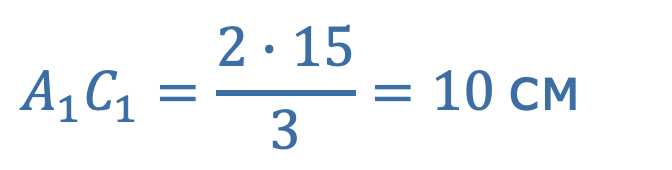 A₁C₁ = (2 · 15)/3 = 10 см